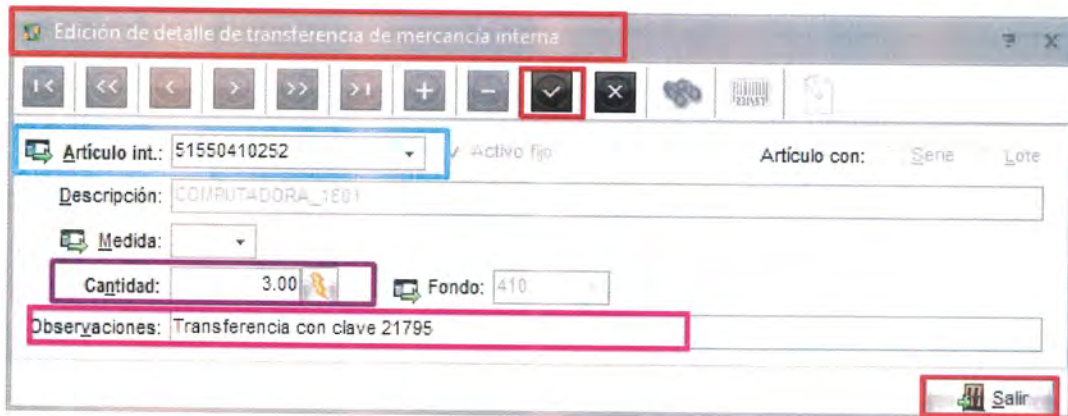 Edición de detalle de transferencia de mercancía interna
Artículo int.: 51550410252 Activo fijo Artículo con: Serie Lote
Descripción: COMPUTADORA_1E01
Medida:
Cantidad: 3.00 Fondo: 410
Observaciones: Transferencia con clave 21795
Salir